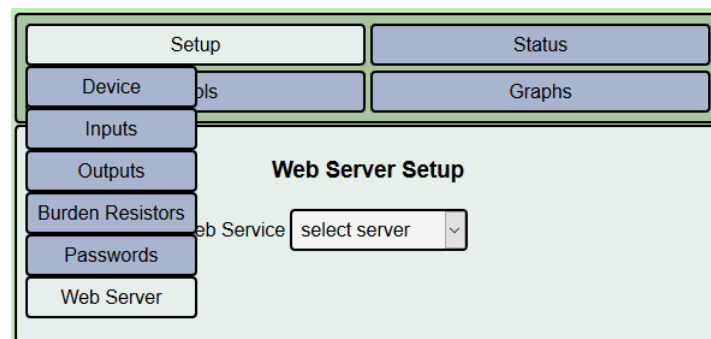 Setup
Status
Device
ols
Graphs
Inputs
Outputs
Web Server Setup
Burden Resistors
eb Service
select server
Passwords
Web Server